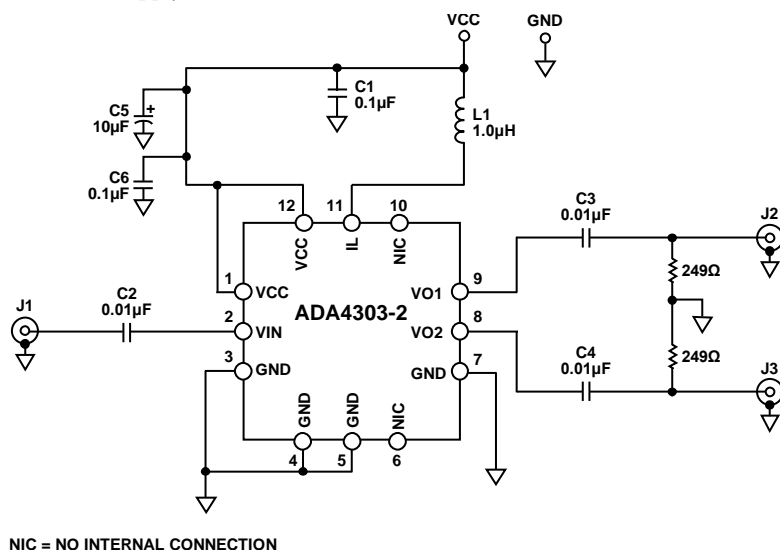 VCC
GND
C1
0.1µF
C5
10µF
+
L1
1.0µH
C6
0.1µF
12
11
10
VCC
IL
NIC
C3
0.01µF
J2
1
VCC
VO1
9
249Ω
ADA4303-2
J1
C2
0.01µF
2
VIN
VO2
8
3
GND
GND
7
C4
0.01µF
249Ω
J3
GND
GND
NIC
4
5
6
NIC = NO INTERNAL CONNECTION